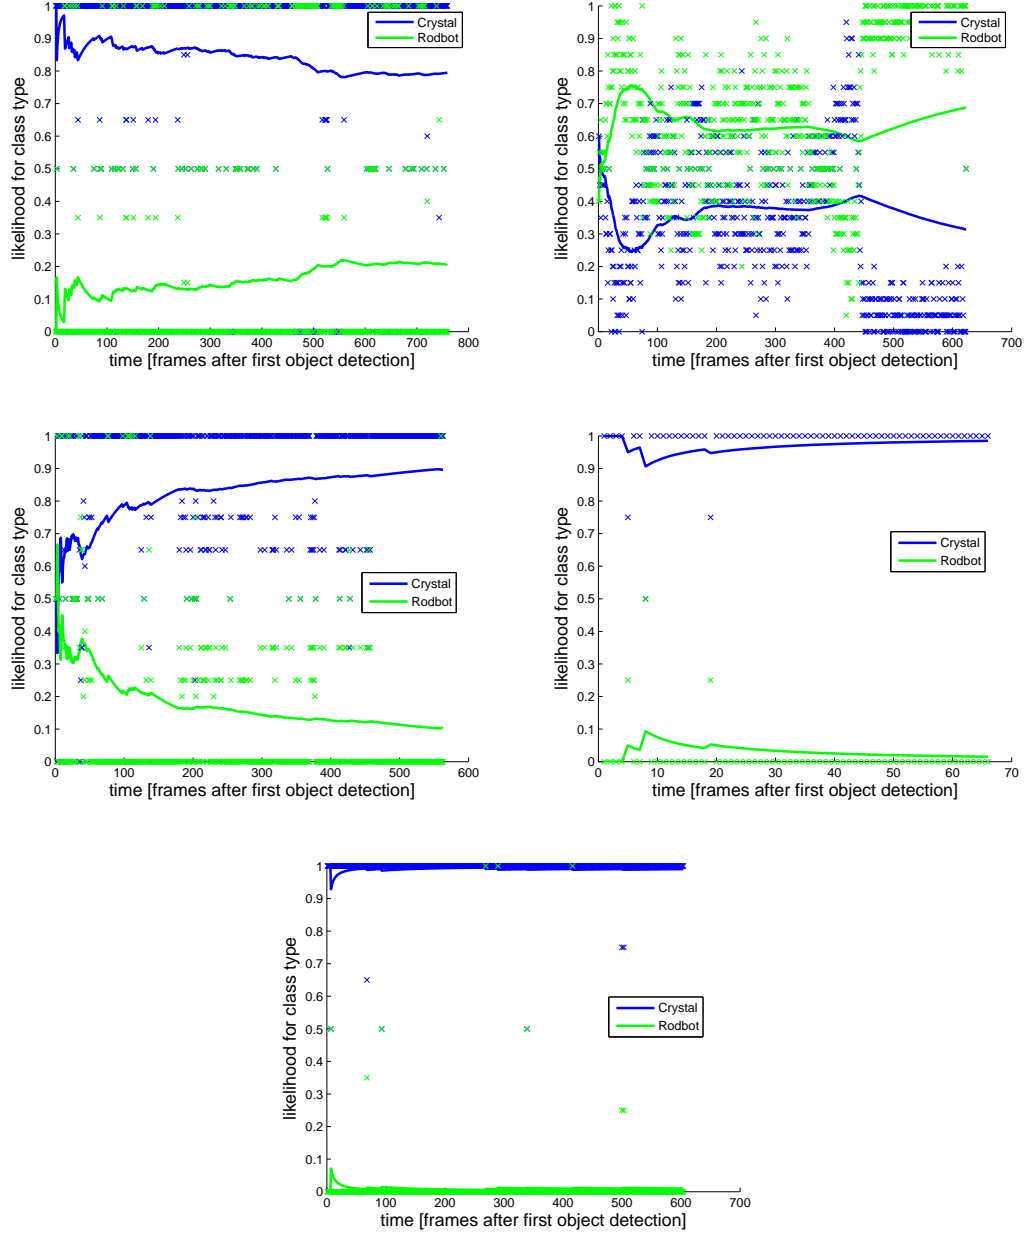 likelihood for class type
1
0.9
0.8
0.7
0.6
0.5
0.4
0.3
0.2
0.1
0
Crystal
Rodbot
0 100 200 300 400 500 600 700 800
time [frames after first object detection]
likelihood for class type
1
0.9
0.8
0.7
0.6
0.5
0.4
0.3
0.2
0.1
0
Crystal
Rodbot
0 100 200 300 400 500 600 700
time [frames after first object detection]
likelihood for class type
1
0.9
0.8
0.7
0.6
0.5
0.4
0.3
0.2
0.1
0
Crystal
Rodbot
0 100 200 300 400 500 600
time [frames after first object detection]
likelihood for class type
1
0.9
0.8
0.7
0.6
0.5
0.4
0.3
0.2
0.1
0
Crystal
Rodbot
0 10 20 30 40 50 60 70
time [frames after first object detection]
likelihood for class type
1
0.9
0.8
0.7
0.6
0.5
0.4
0.3
0.2
0.1
0
Crystal
Rodbot
0 100 200 300 400 500 600 700
time [frames after first object detection]